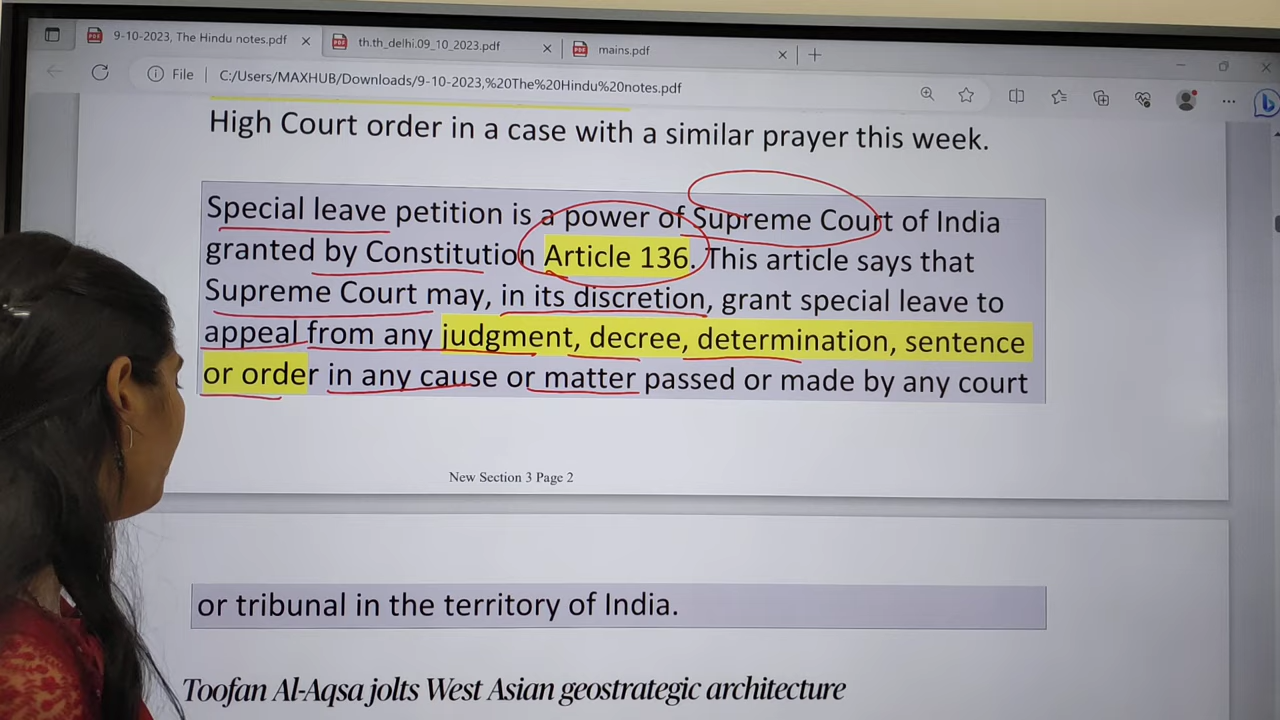 9-10-2023, The Hindu notes.pdf
th.th_delhi.09_10_2023.pdf
mains.pdf
File
C:/Users/MAXHUB/Downloads/9-10-2023,%20The%20Hindu%20notes.pdf
High Court order in a case with a similar prayer this week.
Special leave petition is a power of Supreme Court of India
granted by Constitution Article 136. This article says that
Supreme Court may, in its discretion, grant special leave to
appeal from any judgment, decree, determination, sentence
or order in any cause or matter passed or made by any court
New Section 3 Page 2
or tribunal in the territory of India.
Toofan Al-Aqsa jolts West Asian geostrategic architecture